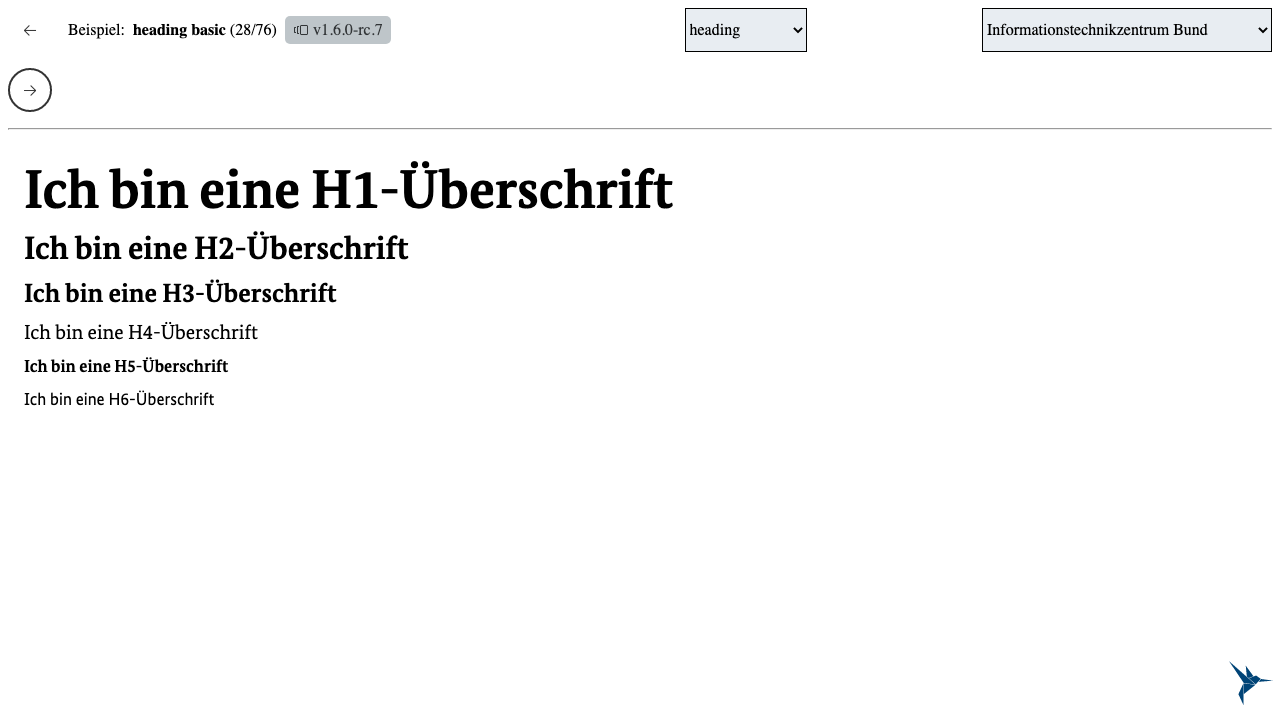 Beispiel: heading basic (28/76) v1.6.0-rc.7 heading Informationstechnikzentrum Bund
Ich bin eine H1-Überschrift
Ich bin eine H2-Überschrift
Ich bin eine H3-Überschrift
Ich bin eine H4-Überschrift
Ich bin eine H5-Überschrift
Ich bin eine H6-Überschrift